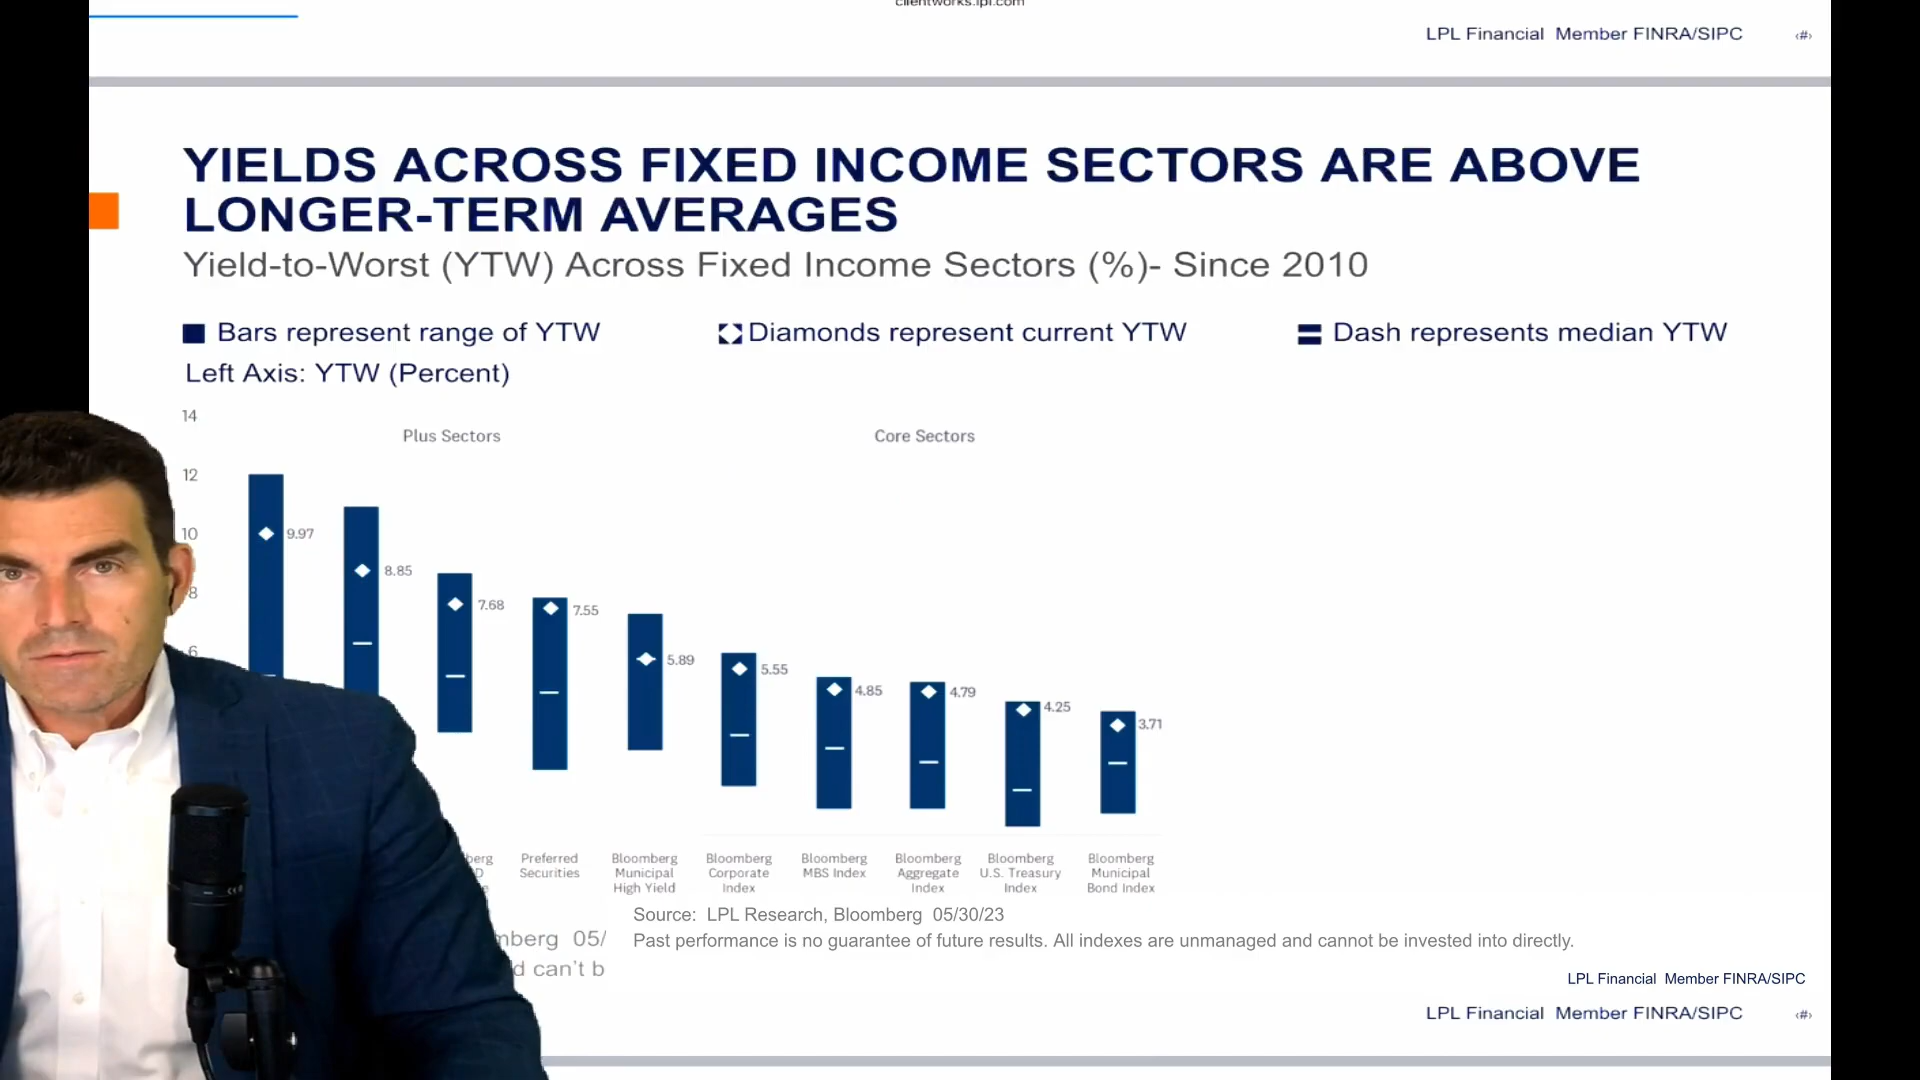 clientworks.lpl.com
LPL Financial Member FINRA/SIPC ‹#›
YIELDS ACROSS FIXED INCOME SECTORS ARE ABOVE
LONGER-TERM AVERAGES
Yield-to-Worst (YTW) Across Fixed Income Sectors (%)- Since 2010
Bars represent range of YTW
Diamonds represent current YTW
Dash represents median YTW
Left Axis: YTW (Percent)
14
Plus Sectors
Core Sectors
12
10
8
6
9.97
8.85
7.68
7.55
5.89
5.55
4.85
4.79
4.25
3.71
Preferred
Securities
Bloomberg
Municipal
High Yield
Bloomberg
Corporate
Index
Bloomberg
MBS Index
Bloomberg
Aggregate
Index
Bloomberg
U.S. Treasury
Index
Bloomberg
Municipal
Bond Index
Source: LPL Research, Bloomberg 05/30/23
Past performance is no guarantee of future results. All indexes are unmanaged and cannot be invested into directly.
mberg 05/
d can't b
LPL Financial Member FINRA/SIPC
LPL Financial Member FINRA/SIPC ‹#›